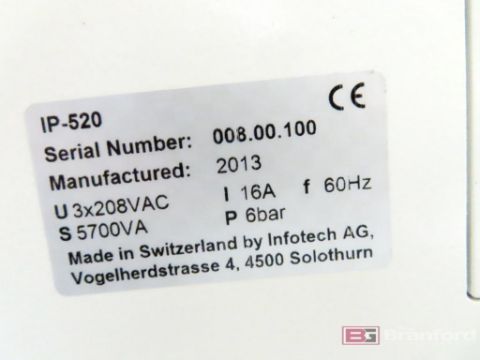 IP-520
CE
Serial Number: 008.00.100
Manufactured: 2013
U 3x208VAC I 16A f 60Hz
S 5700VA P 6bar
Made in Switzerland by Infotech AG,
Vogelherdstrasse 4, 4500 Solothurn
BG Branford